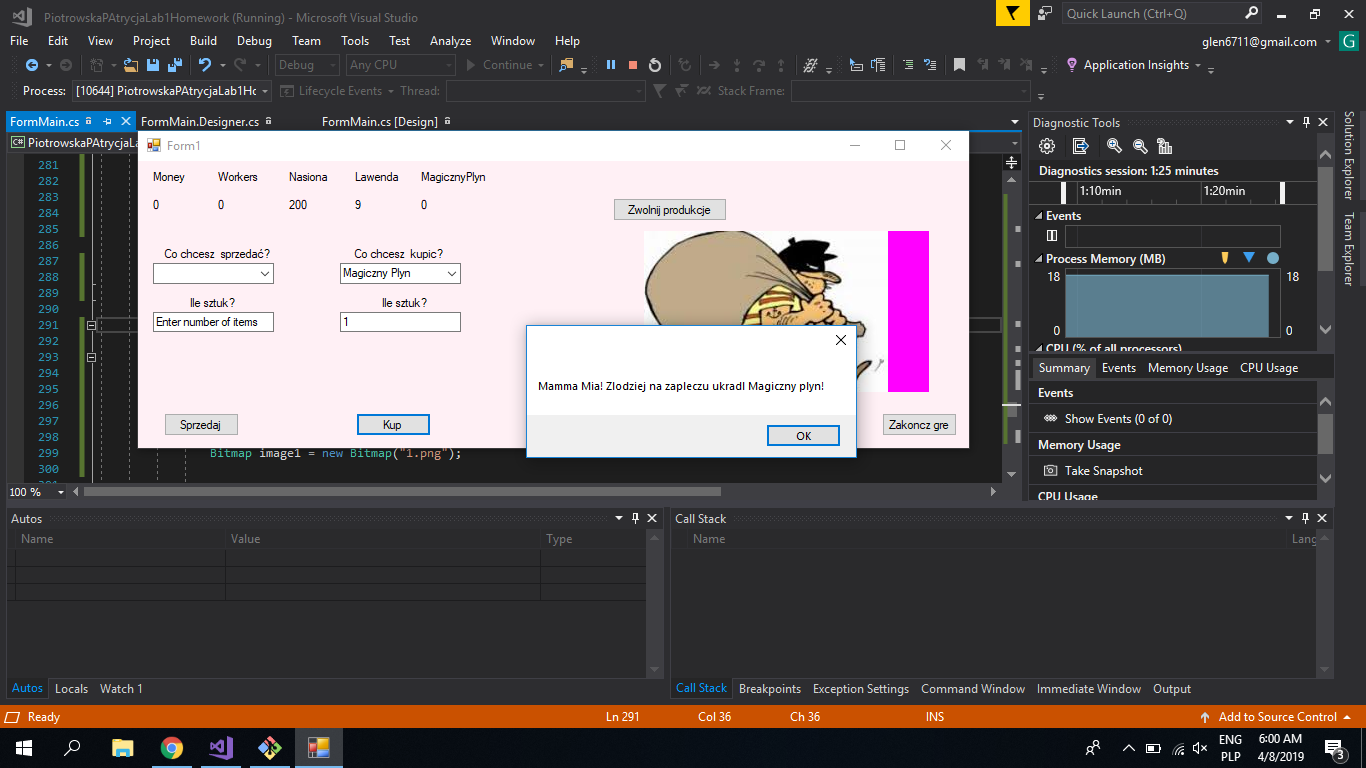 PiotrowskaPAtrycjaLab1Homework (Running) - Microsoft Visual Studio
Quick Launch (Ctrl+Q)
File Edit View Project Build Debug Team Tools Test Analyze Window Help
glen6711@gmail.com
G
Debug Any CPU Continue Application Insights
Process: [10644] PiotrowskaPAtrycjaLab1Hc Lifecycle Events Thread: Stack Frame:
FormMain.cs FormMain.Designer.cs FormMain.cs [Design]
C# PiotrowskaPAtrycjaLa
Form1
281
282
283
284
285
286
287
288
289
290
291
292
293
294
295
296
297
298
299
300
Money Workers Nasiona Lawenda MagicznyPlyn
0 0 200 9 0
Zwolnij produkcje
Co chcesz sprzedać? Co chcesz kupic?
Magiczny Plyn
Ile sztuk? Ile sztuk?
Enter number of items 1
Sprzedaj Kup Zakoncz gre
Mamma Mia! Zlodziej na zapleczu ukradl Magiczny plyn!
OK
Bitmap image1 = new Bitmap("1.png");
100 %
Diagnostic Tools
Diagnostics session: 1:25 minutes
1:10min 1:20min
Events
Process Memory (MB)
18 18
0 0
CPU (% of all processors)
Summary Events Memory Usage CPU Usage
Events
Show Events (0 of 0)
Memory Usage
Take Snapshot
CPU Usage
Solution Explorer
Team Explorer
Autos
Name Value Type
Autos Locals Watch 1
Call Stack
Name Lang
Call Stack Breakpoints Exception Settings Command Window Immediate Window Output
Ready Ln 291 Col 36 Ch 36 INS Add to Source Control
ENG 6:00 AM
PLP 4/8/2019
3